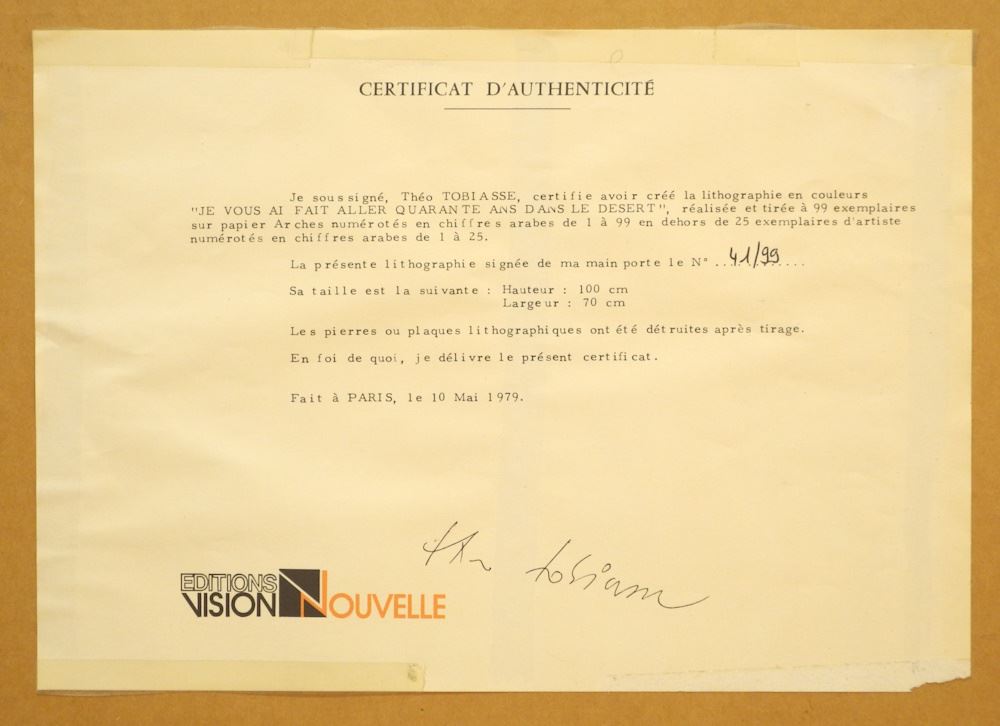 CERTIFICAT D'AUTHENTICITÉ
Je soussigné, Théo TOBIASSE, certifie avoir créé la lithographie en couleurs
"JE VOUS AI FAIT ALLER QUARANTE ANS DANS LE DESERT", réalisée et tirée à 99 exemplaires
sur papier Arches numérotés en chiffres arabes de 1 à 99 en dehors de 25 exemplaires d'artiste
numérotés en chiffres arabes de 1 à 25.
La présente lithographie signée de ma main porte le N° ..41/99......
Sa taille est la suivante : Hauteur : 100 cm
Largeur : 70 cm
Les pierres ou plaques lithographiques ont été détruites après tirage.
En foi de quoi, je délivre le présent certificat.
Fait à PARIS, le 10 Mai 1979.
théo tobiasse
EDITIONS
VISION NOUVELLE